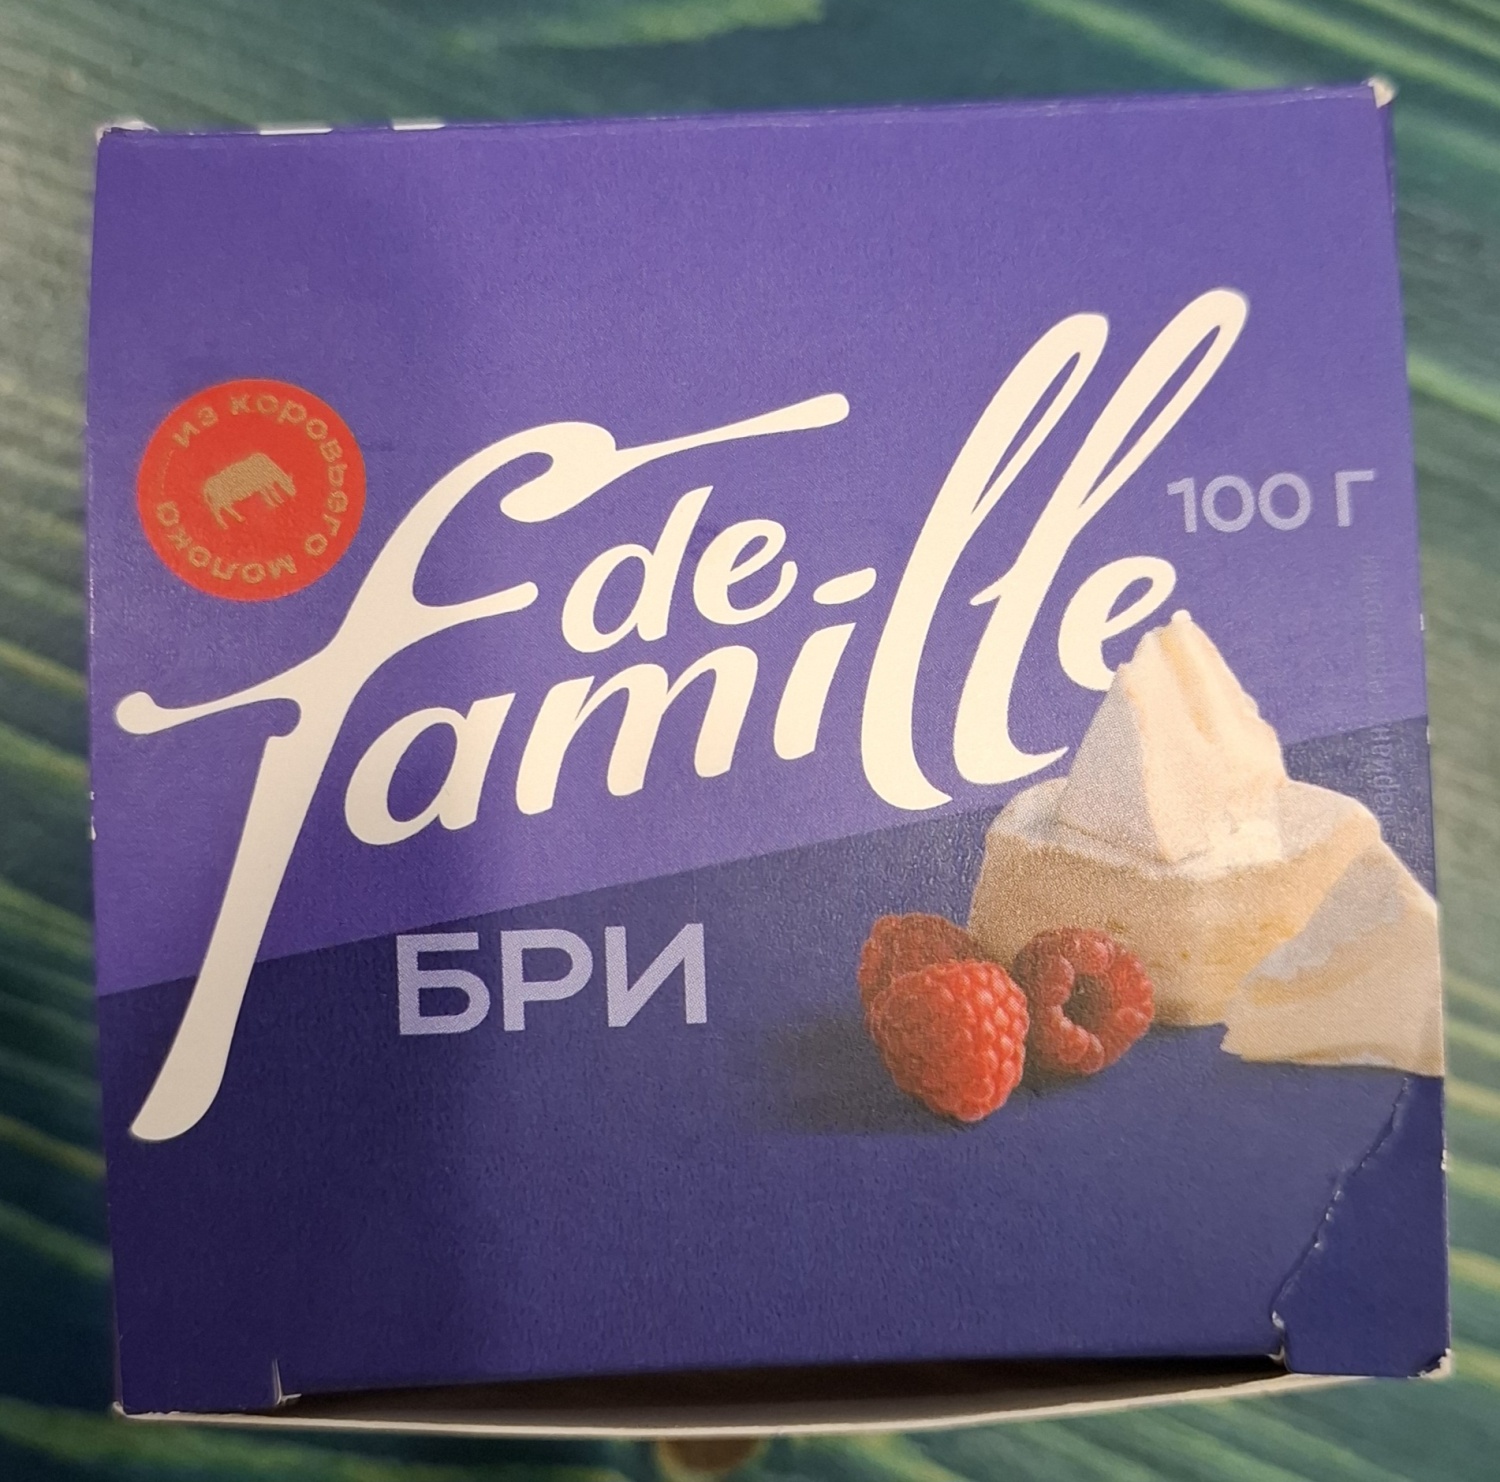 из коровьего молока
de
famille
100 Г
БРИ